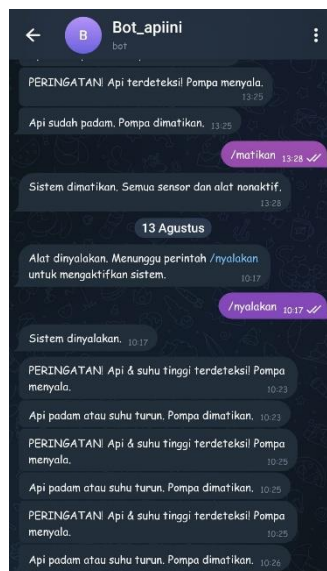 Bot_apiini
B
bot
PERINGATAN! Api terdeteksi! Pompa menyala.
13:25
Api sudah padam. Pompa dimatikan. 13:25
/matikan 13:28
Sistem dimatikan. Semua sensor dan alat nonaktif.
13:28
13 Agustus
Alat dinyalakan. Menunggu perintah /nyalakan
untuk mengaktifkan sistem. 10:17
/nyalakan 10:17
Sistem dinyalakan. 10:17
PERINGATAN! Api & suhu tinggi terdeteksi! Pompa
menyala. 10:23
Api padam atau suhu turun. Pompa dimatikan. 10:23
PERINGATAN! Api & suhu tinggi terdeteksi! Pompa
menyala. 10:25
Api padam atau suhu turun. Pompa dimatikan. 10:25
PERINGATAN! Api & suhu tinggi terdeteksi! Pompa
menyala. 10:25
Api padam atau suhu turun. Pompa dimatikan. 10:26